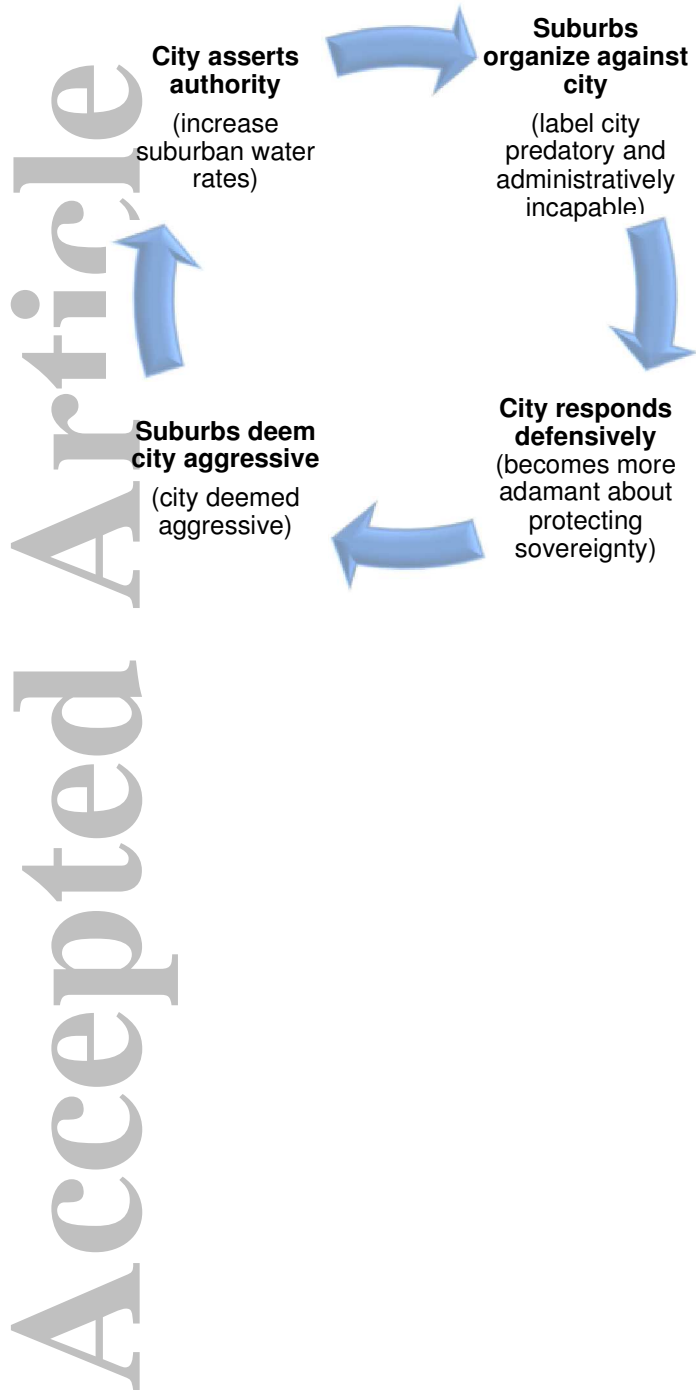 City asserts
authority
(increase
suburban water
rates)
Suburbs
organize against
city
(label city
predatory and
administratively
incapable)
City responds
defensively
(becomes more
adamant about
protecting
sovereignty)
Suburbs deem
city aggressive
(city deemed
aggressive)
Accepted Article